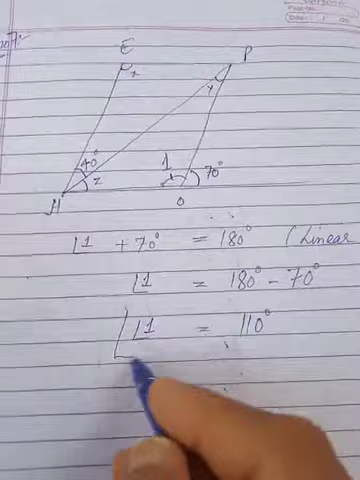 E
P
x
y
40°
z
1
70°
H
O
∠1 + 70° = 180° (Linear
∠1 = 180° - 70°
∠1 = 110°